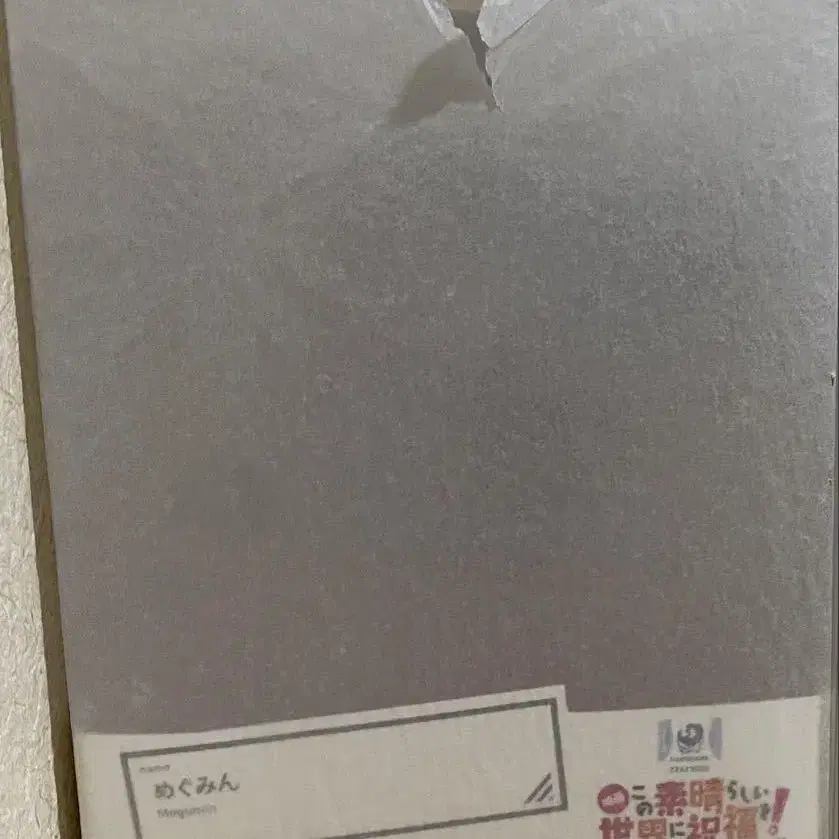 name
めぐみん
Megumin
この素晴らしい
世界に祝福を!